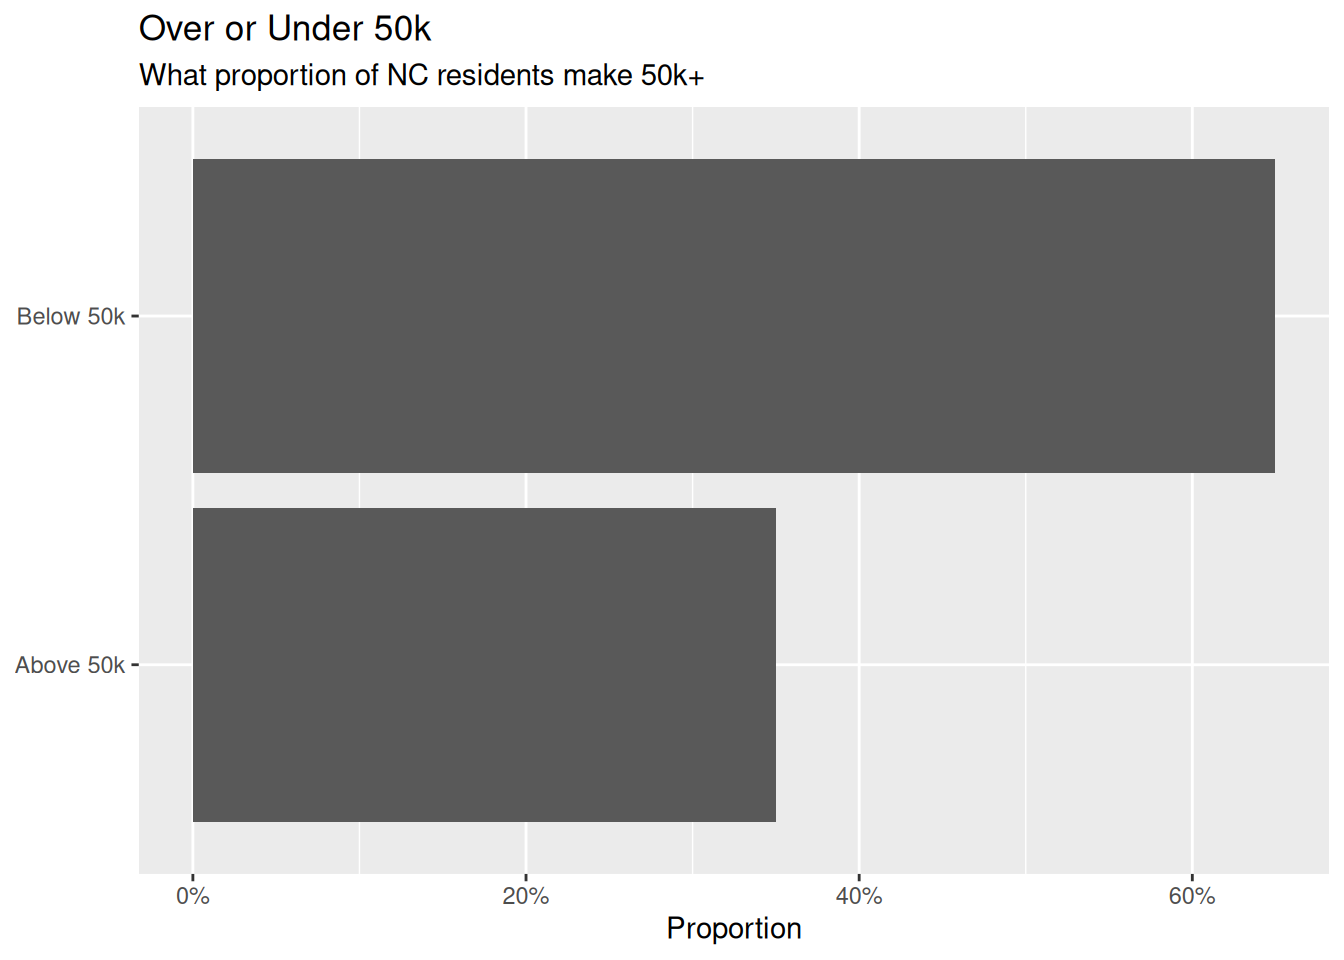 Over or Under 50k
What proportion of NC residents make 50k+
Below 50k
Above 50k
0% 20% 40% 60%
Proportion